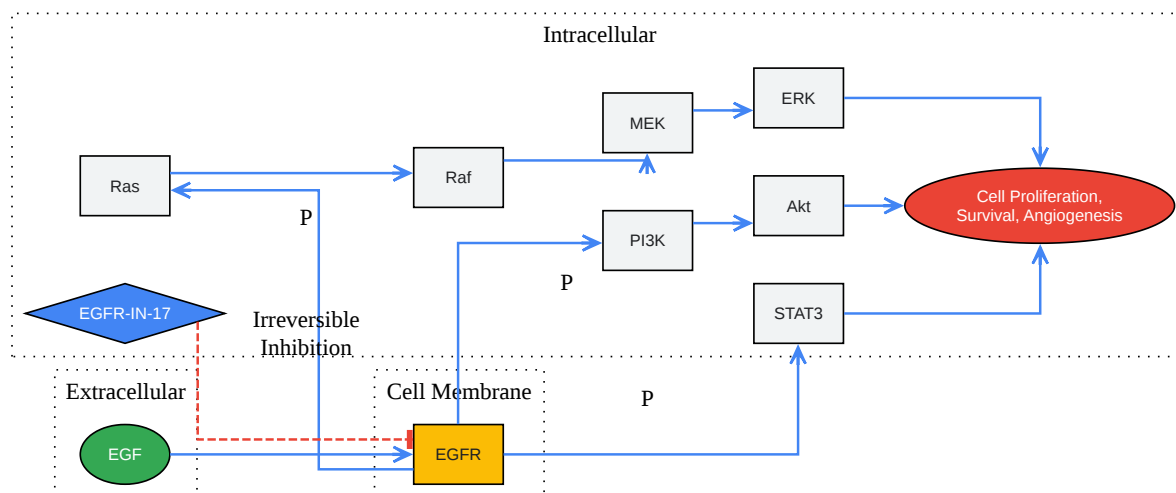 Intracellular
ERK
MEK
Raf
Ras
Cell Proliferation,
Survival, Angiogenesis
Akt
P
PI3K
P
EGFR-IN-17
STAT3
Irreversible
Inhibition
Extracellular
Cell Membrane
P
EGF
EGFR